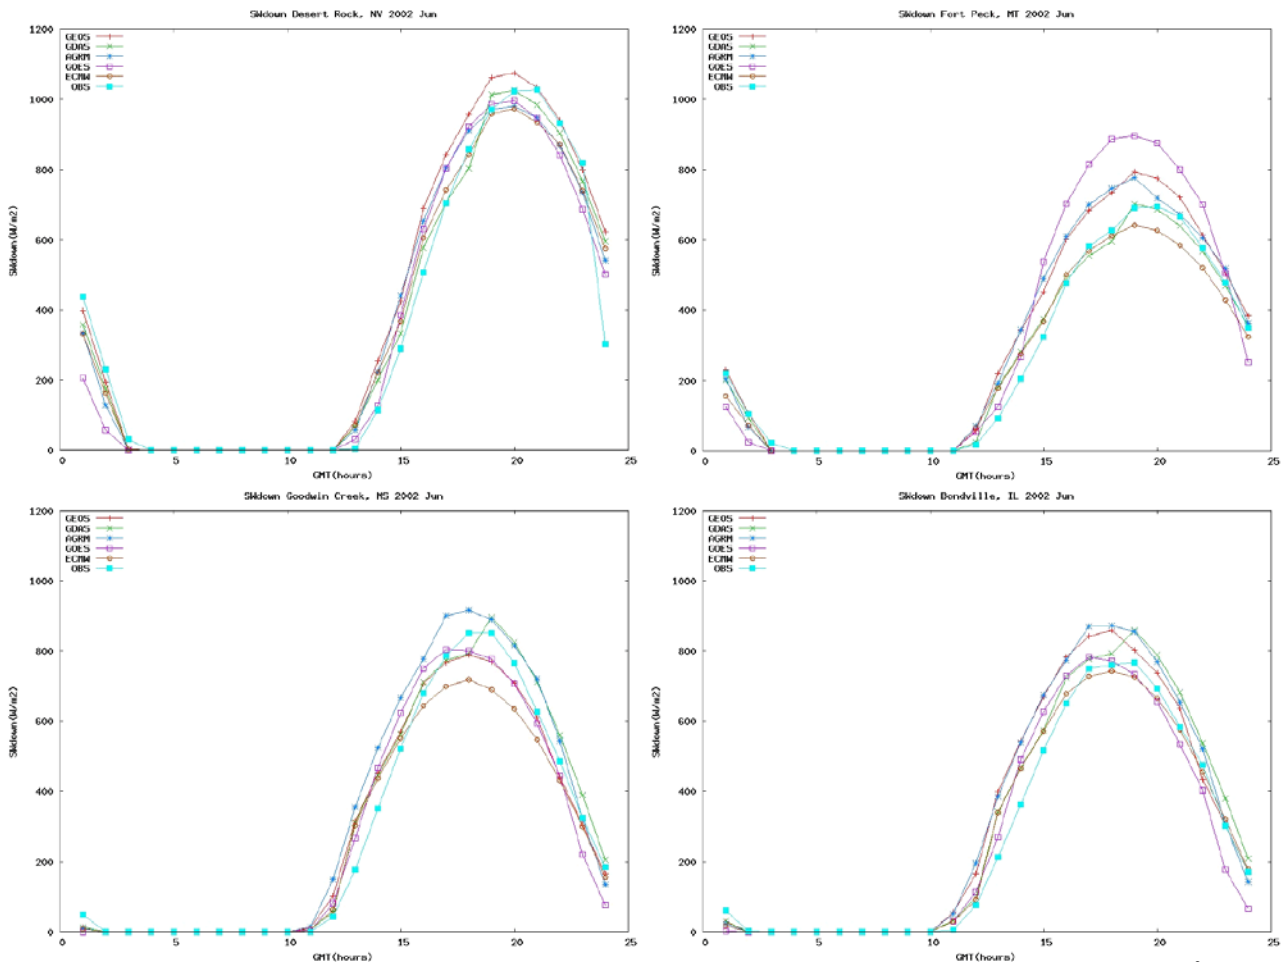 SWdown Desert Rock, NV 2002 Jun
1200
1000
800
600
400
200
0
SWdown(W/m2)
GEOS
GDAS
AGRM
GOES
ECMW
OBS
0 5 10 15 20 25
GMT(hours)
SWdown Fort Peck, MT 2002 Jun
1200
1000
800
600
400
200
0
SWdown(W/m2)
GEOS
GDAS
AGRM
GOES
ECMW
OBS
0 5 10 15 20 25
GMT(hours)
SWdown Goodwin Creek, MS 2002 Jun
1200
1000
800
600
400
200
0
SWdown(W/m2)
GEOS
GDAS
AGRM
GOES
ECMW
OBS
0 5 10 15 20 25
GMT(hours)
SWdown Bondville, IL 2002 Jun
1200
1000
800
600
400
200
0
SWdown(W/m2)
GEOS
GDAS
AGRM
GOES
ECMW
OBS
0 5 10 15 20 25
GMT(hours)